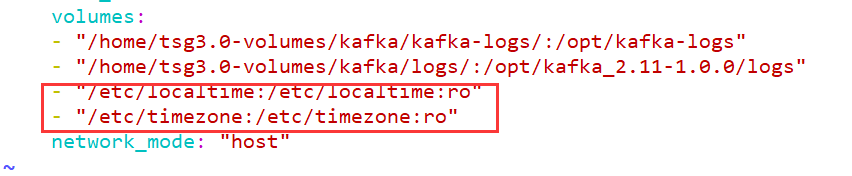 volumes:
- "/home/tsg3.0-volumes/kafka/kafka-logs/:/opt/kafka-logs"
- "/home/tsg3.0-volumes/kafka/logs/:/opt/kafka_2.11-1.0.0/logs"
- "/etc/localtime:/etc/localtime:ro"
- "/etc/timezone:/etc/timezone:ro"
network_mode: "host"
~